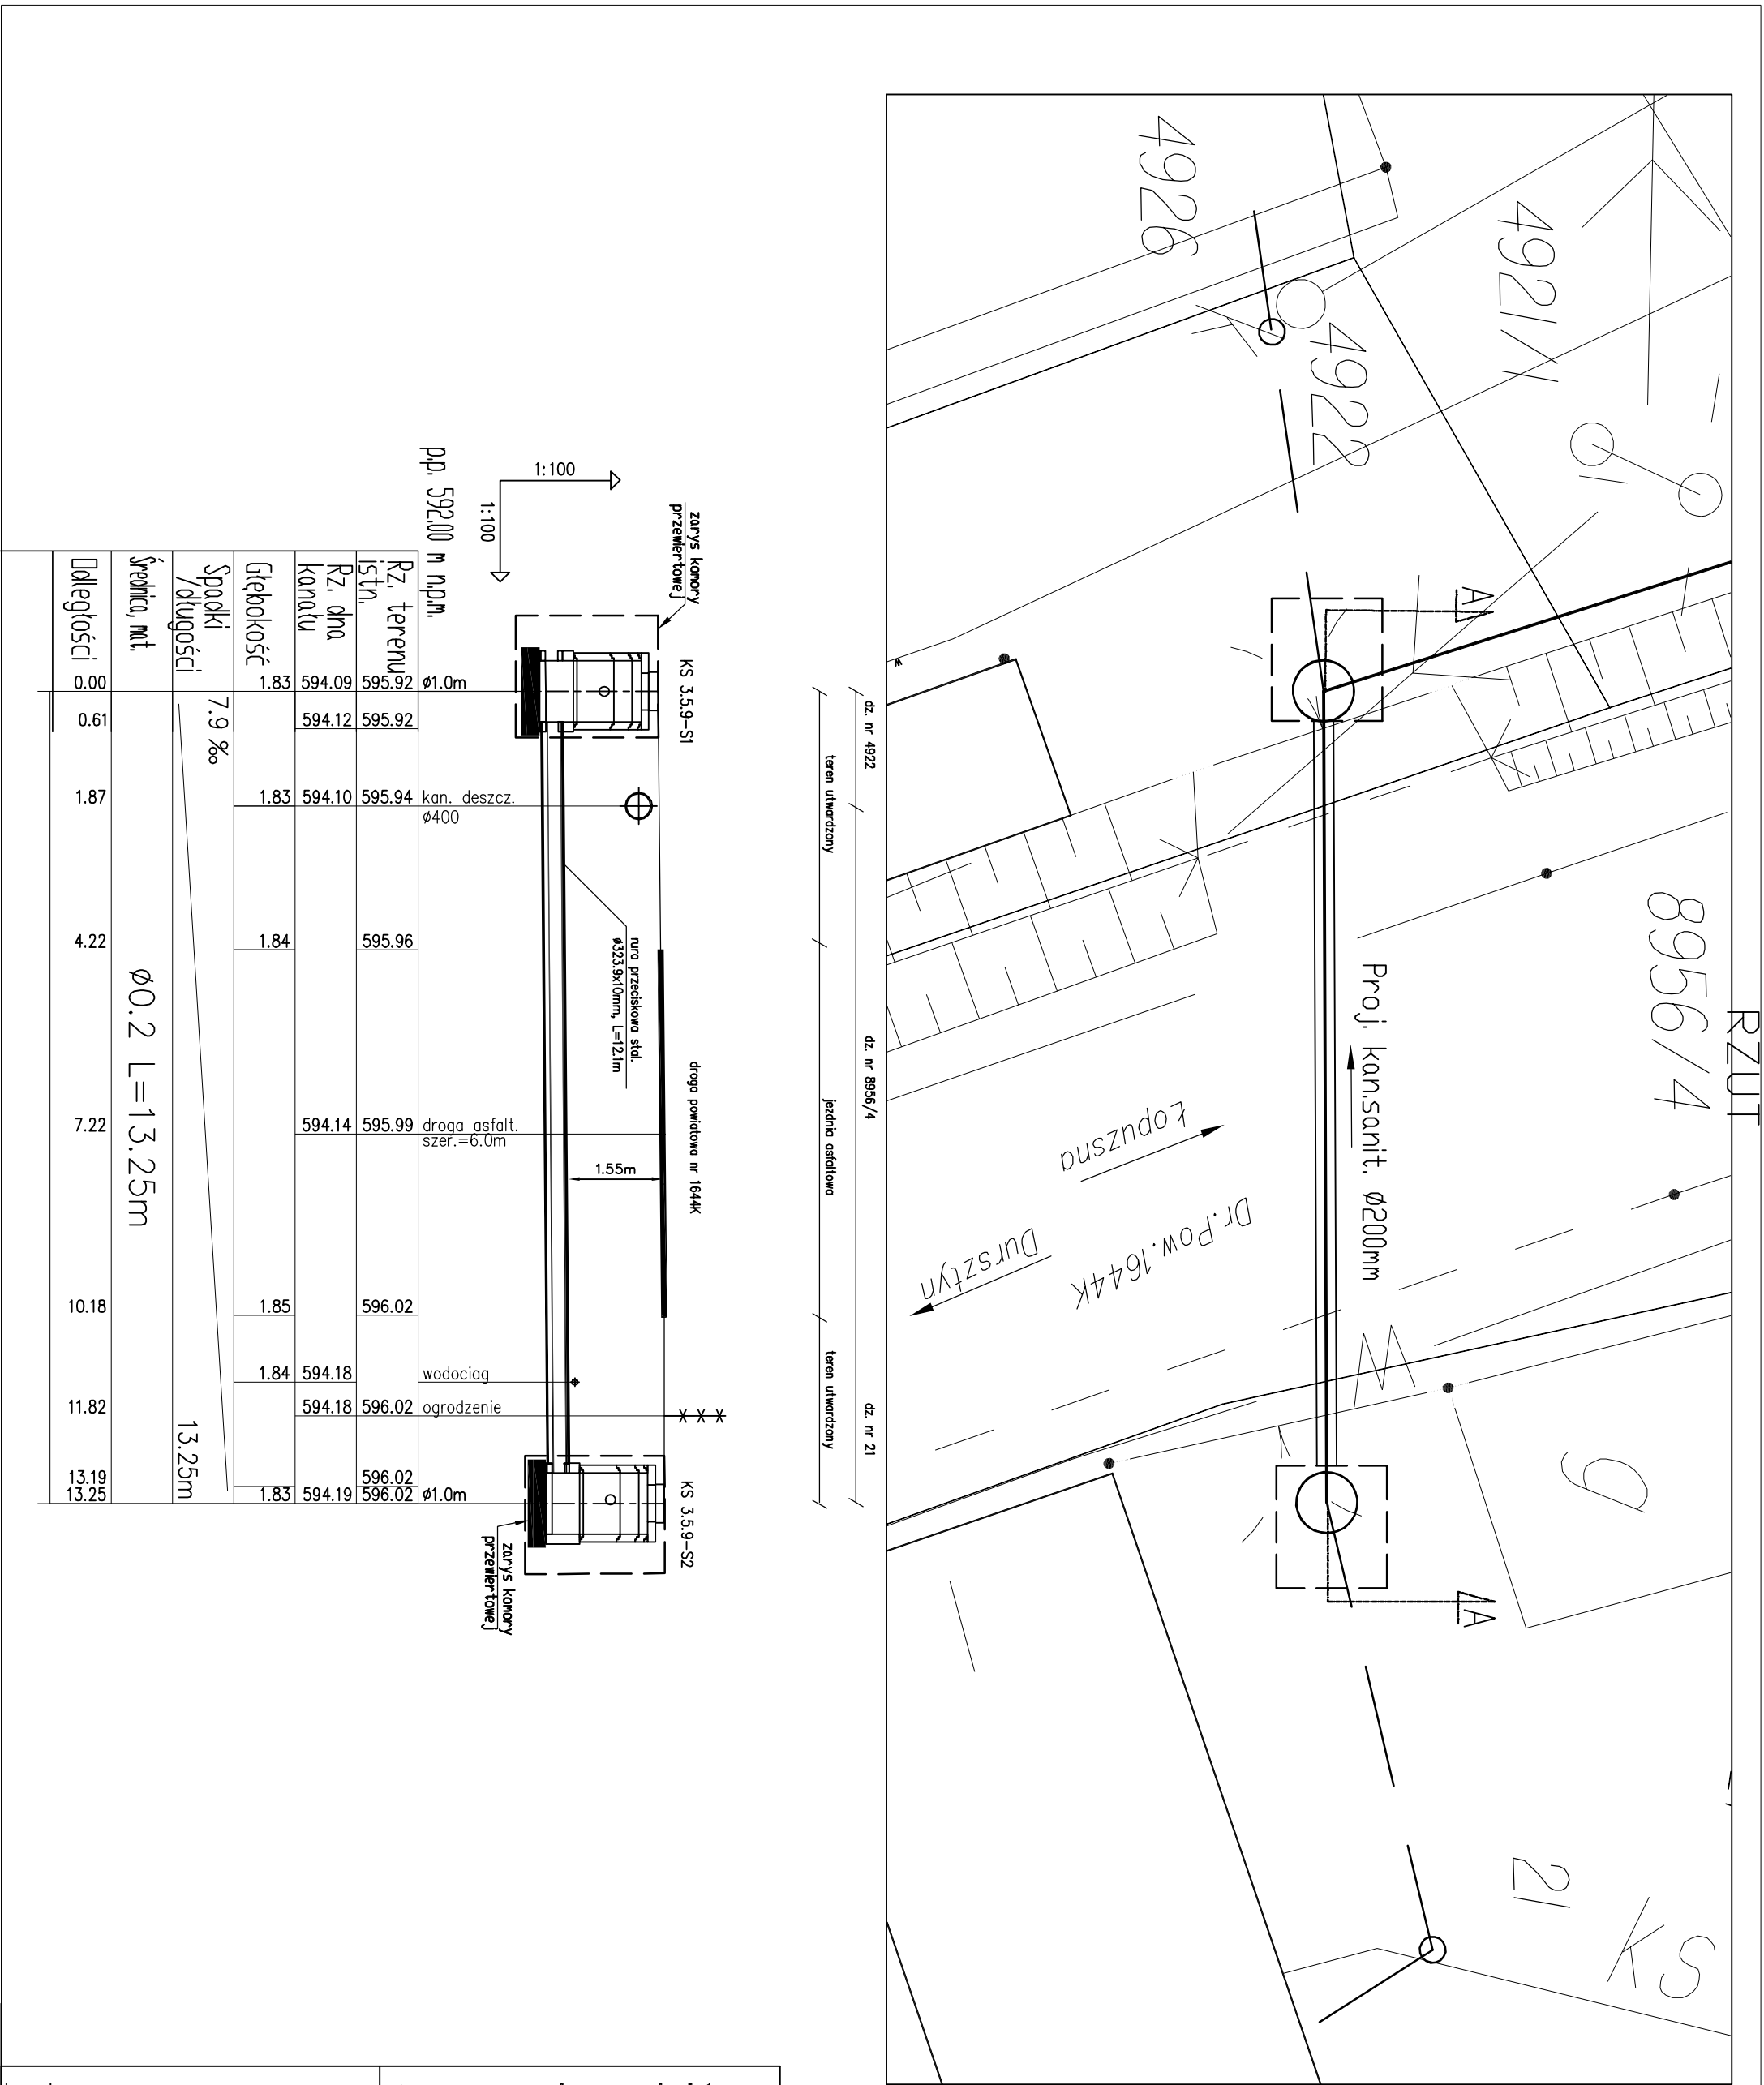 RZUT
4926
4921/1
4922
8956/4
A
Proj. kan.sanit. Ø200mm
Łopuzsna
Dr.Pow.1644K
Dursztyn
g
21
KS
A
w
dz. nr 4922
dz. nr 8956/4
dz. nr 21
teren utwardzony
jezdnia asfaltowa
teren utwardzony
droga powiatowa nr 1644K
KS 3.5.9-S1
KS 3.5.9-S2
zarys komory
przewiertowej
zarys komory
przewiertowej
rura przeciskowa stal.
ø323.9x10mm, L=12.1m
1.55m
1:100
1:100
p.p. 592.00 m n.p.m.
ø1.0m
kan. deszcz.
ø400
droga asfalt.
szer.=6.0m
wodociąg
ogrodzenie
ø1.0m
Rz. terenu
istn.
595.92
595.92
595.94
595.96
595.99
596.02
596.02
596.02
596.02
Rz. dna
kanału
594.09
594.12
594.10
594.14
594.18
594.18
594.19
Głębokość
1.83
1.83
1.84
1.85
1.84
1.83
Spadki
/długości
7.9 ‰
13.25m
Średnica, mat.
Ø0.2 L=13.25m
Odległości
0.00
0.61
1.87
4.22
7.22
10.18
11.82
13.19
13.25